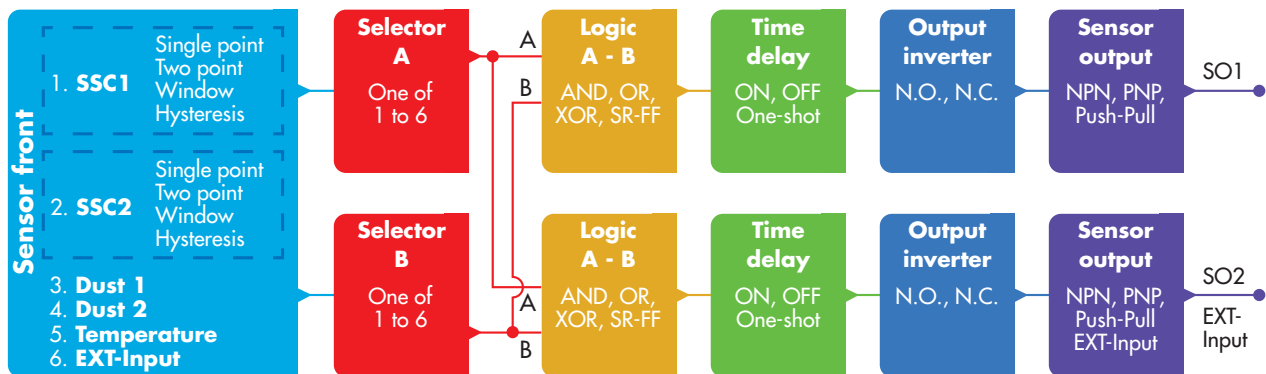 Sensor front
1. SSC1
Single point
Two point
Window
Hysteresis
2. SSC2
Single point
Two point
Window
Hysteresis
3. Dust 1
4. Dust 2
5. Temperature
6. EXT-Input
Selector
A
One of
1 to 6
A
B
Logic
A - B
AND, OR,
XOR, SR-FF
Time
delay
ON, OFF
One-shot
Output
inverter
N.O., N.C.
Sensor
output
NPN, PNP,
Push-Pull
SO1
Selector
B
One of
1 to 6
A
B
Logic
A - B
AND, OR,
XOR, SR-FF
Time
delay
ON, OFF
One-shot
Output
inverter
N.O., N.C.
Sensor
output
NPN, PNP,
Push-Pull
EXT-Input
SO2
EXT-
Input